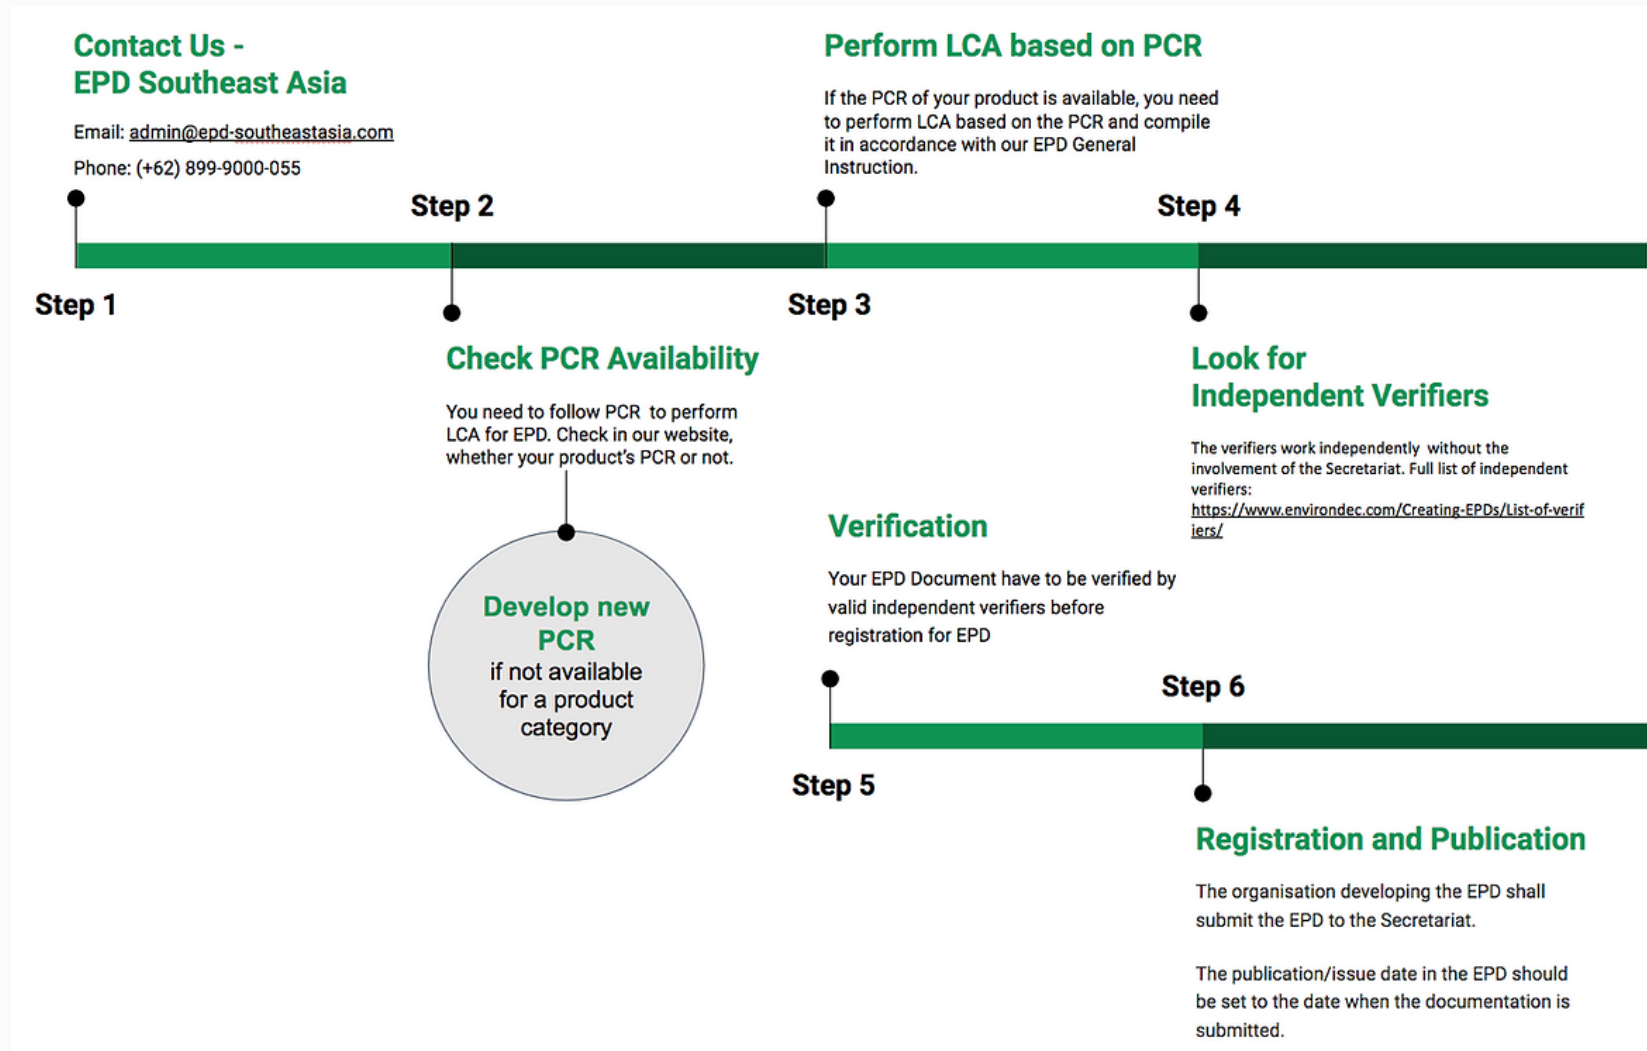 Contact Us -
EPD Southeast Asia
Email: admin@epd-southeastasia.com
Phone: (+62) 899-9000-055
Step 1
Step 2
Check PCR Availability
You need to follow PCR  to perform
LCA for EPD. Check in our website,
whether your product's PCR or not.
Develop new
PCR
if not available
for a product
category
Perform LCA based on PCR
If the PCR of your product is available, you need
to perform LCA based on the PCR and compile
it in accordance with our EPD General
Instruction.
Step 3
Step 4
Look for
Independent Verifiers
The verifiers work independently  without the
involvement of the Secretariat. Full list of independent
verifiers:
https://www.environdec.com/Creating-EPDs/List-of-verif
iers/
Verification
Your EPD Document have to be verified by
valid independent verifiers before
registration for EPD
Step 5
Step 6
Registration and Publication
The organisation developing the EPD shall
submit the EPD to the Secretariat.
The publication/issue date in the EPD should
be set to the date when the documentation is
submitted.